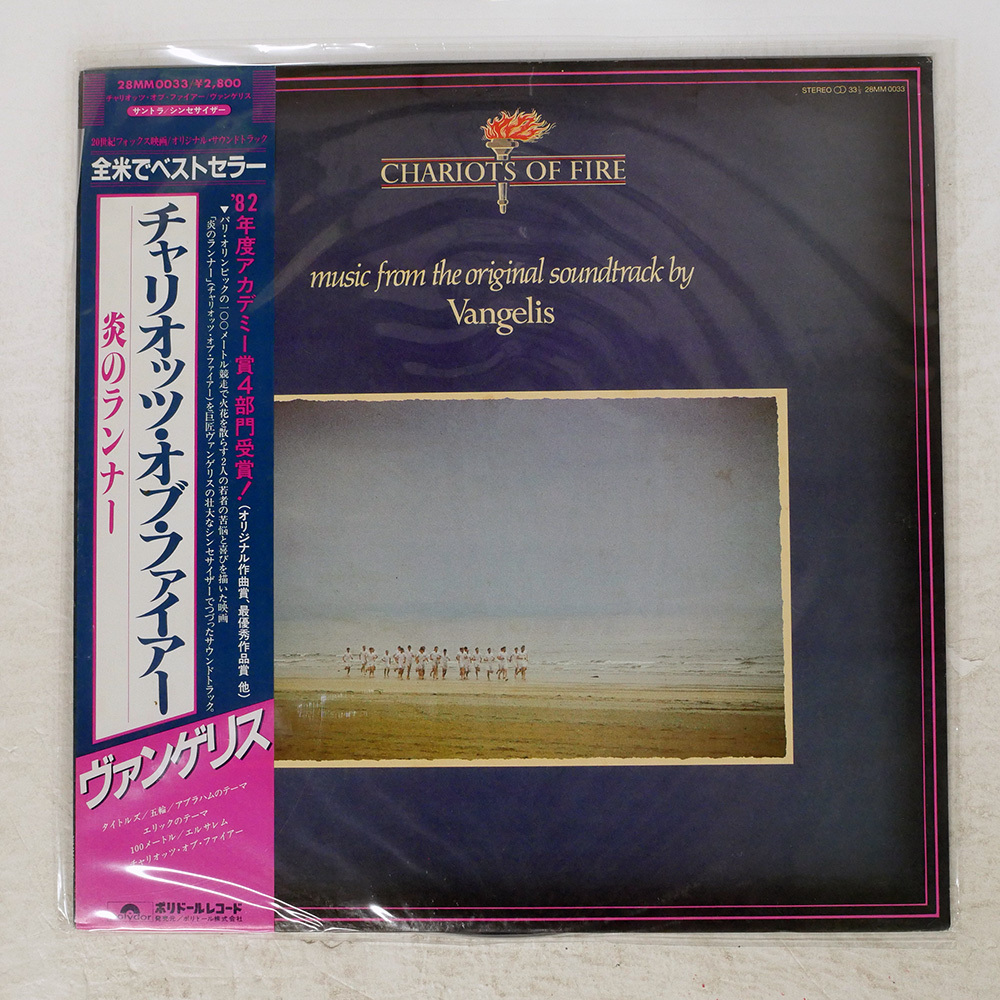 28MM0033/¥2,800
チャリオッツ・オブ・ファイアー/ヴァンゲリス
サントラ/シンセサイザー
20世紀フォックス映画/オリジナル・サウンドトラック
全米でベストセラー
'82年度アカデミー賞4部門受賞!(オリジナル作曲賞、最優秀作品賞 他)
▼パリ・オリンピックの一〇〇メートル競走で火花を散らす2人の若者の苦悩と喜びを描いた映画
「炎のランナー」(チャリオッツ・オブ・ファイアー)を巨匠ヴァンゲリスの壮大なシンセサイザーでつづったサウンドトラック。
チャリオッツ・オブ・ファイアー
炎のランナー
ヴァンゲリス
タイトルズ/五輪/アブラハムのテーマ
エリックのテーマ
100メートル/エルサレム
チャリオッツ・オブ・ファイアー
polydor
ポリドールレコード
発売元/ポリドール株式会社
STEREO 33⅓ 28MM 0033
CHARIOTS OF FIRE
music from the original soundtrack by
Vangelis